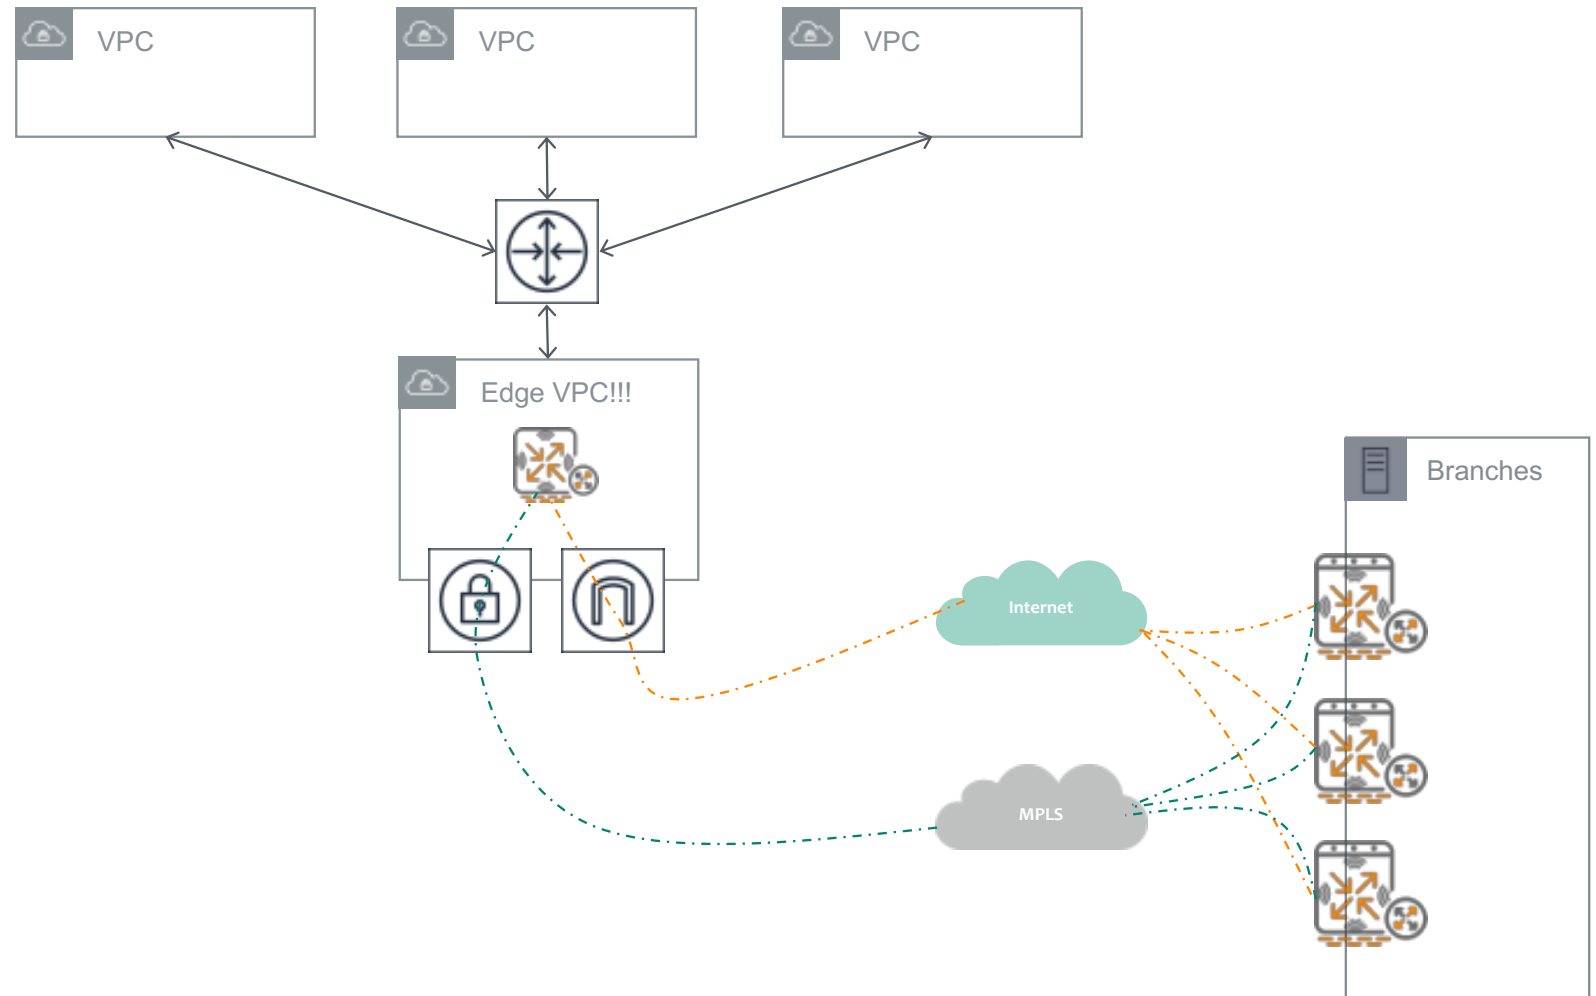 VPC
VPC
VPC
Edge VPC!!!
Branches
Internet
MPLS